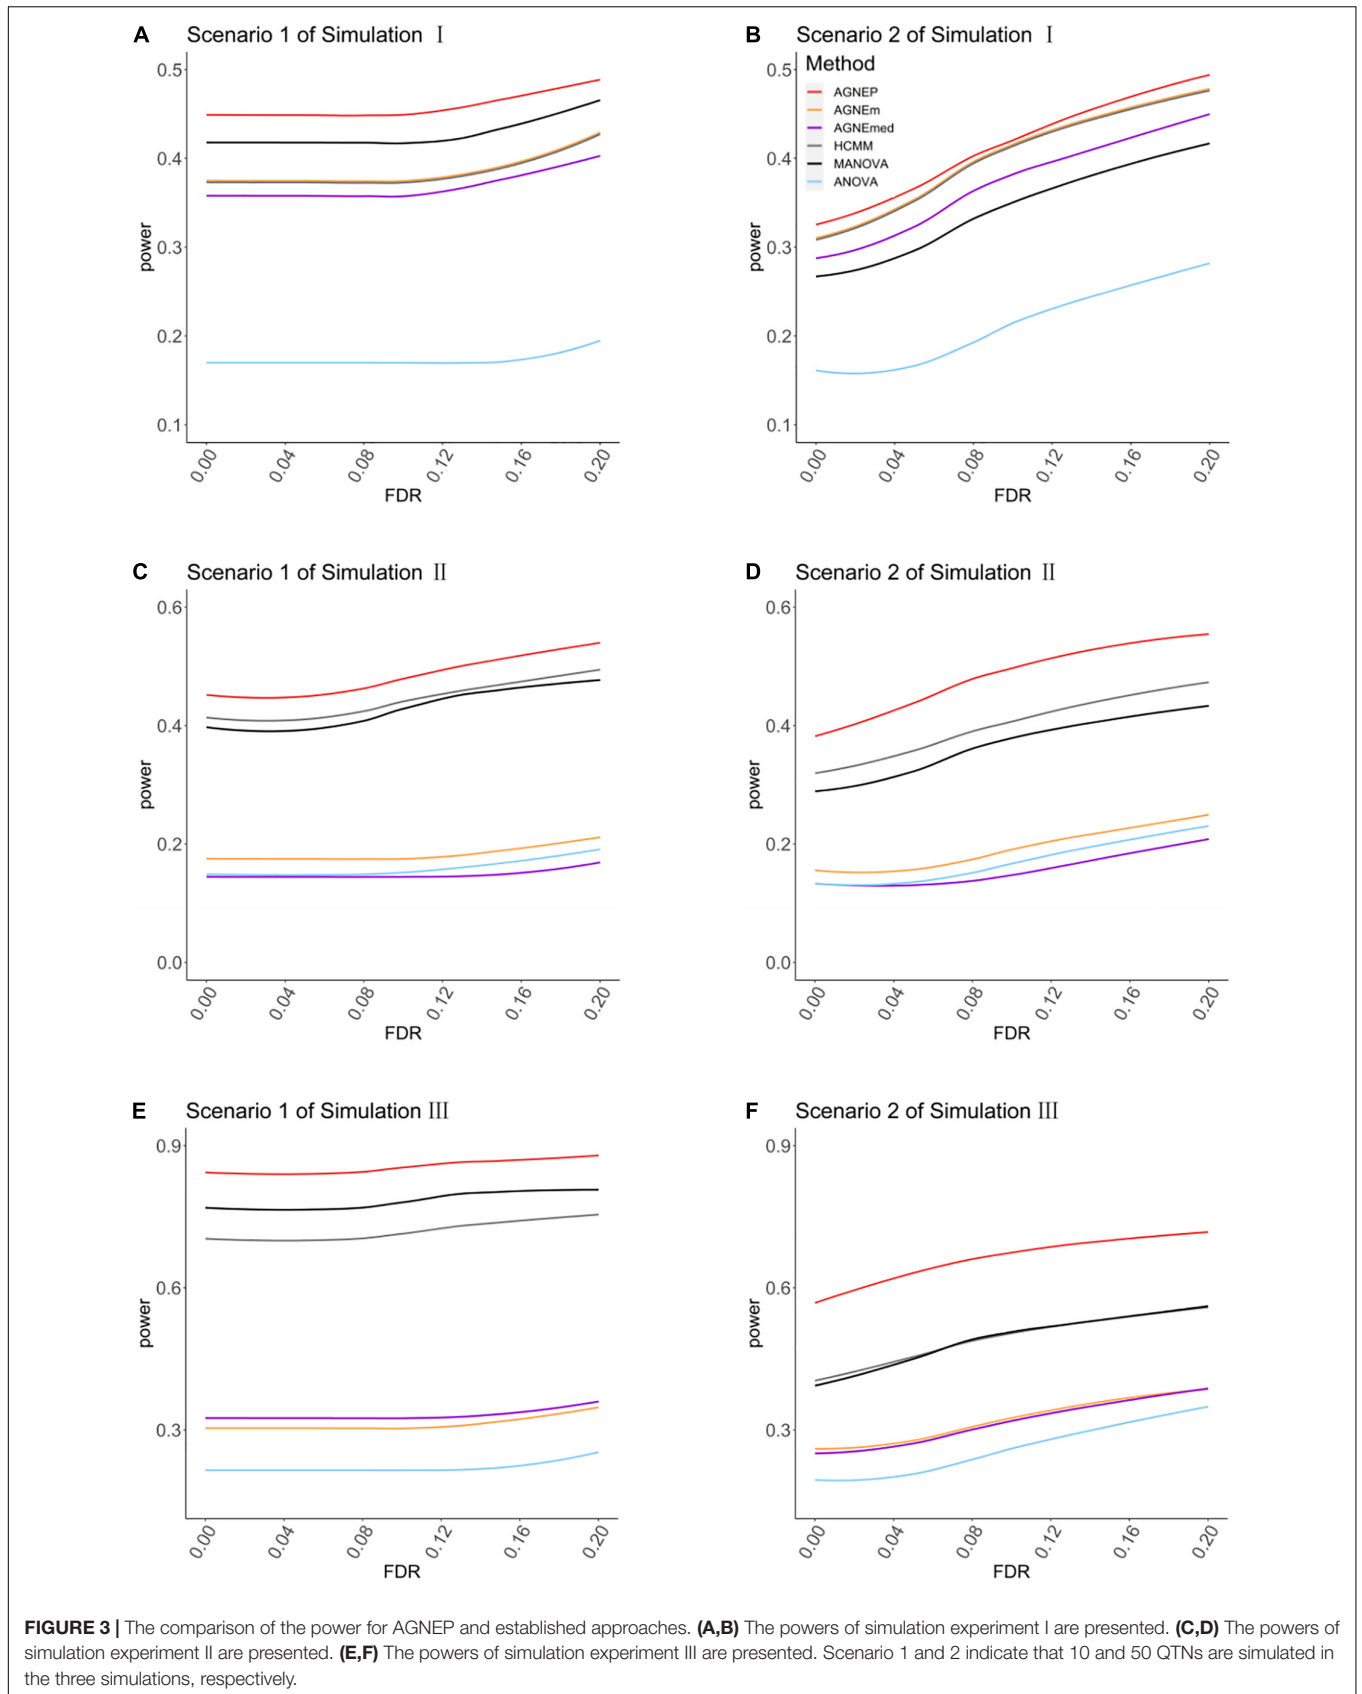 A Scenario 1 of Simulation Ⅰ
0.5
0.4
0.3
0.2
0.1
power
0.00 0.04 0.08 0.12 0.16 0.20
FDR
B Scenario 2 of Simulation Ⅰ
Method
AGNEP
AGNEm
AGNEmed
HCMM
MANOVA
ANOVA
0.5
0.4
0.3
0.2
0.1
power
0.00 0.04 0.08 0.12 0.16 0.20
FDR
C Scenario 1 of Simulation Ⅱ
0.6
0.4
0.2
0.0
power
0.00 0.04 0.08 0.12 0.16 0.20
FDR
D Scenario 2 of Simulation Ⅱ
0.6
0.4
0.2
0.0
power
0.00 0.04 0.08 0.12 0.16 0.20
FDR
E Scenario 1 of Simulation Ⅲ
0.9
0.6
0.3
power
0.00 0.04 0.08 0.12 0.16 0.20
FDR
F Scenario 2 of Simulation Ⅲ
0.9
0.6
0.3
power
0.00 0.04 0.08 0.12 0.16 0.20
FDR
FIGURE 3 | The comparison of the power for AGNEP and established approaches. (A,B) The powers of simulation experiment I are presented. (C,D) The powers of
simulation experiment II are presented. (E,F) The powers of simulation experiment III are presented. Scenario 1 and 2 indicate that 10 and 50 QTNs are simulated in
the three simulations, respectively.